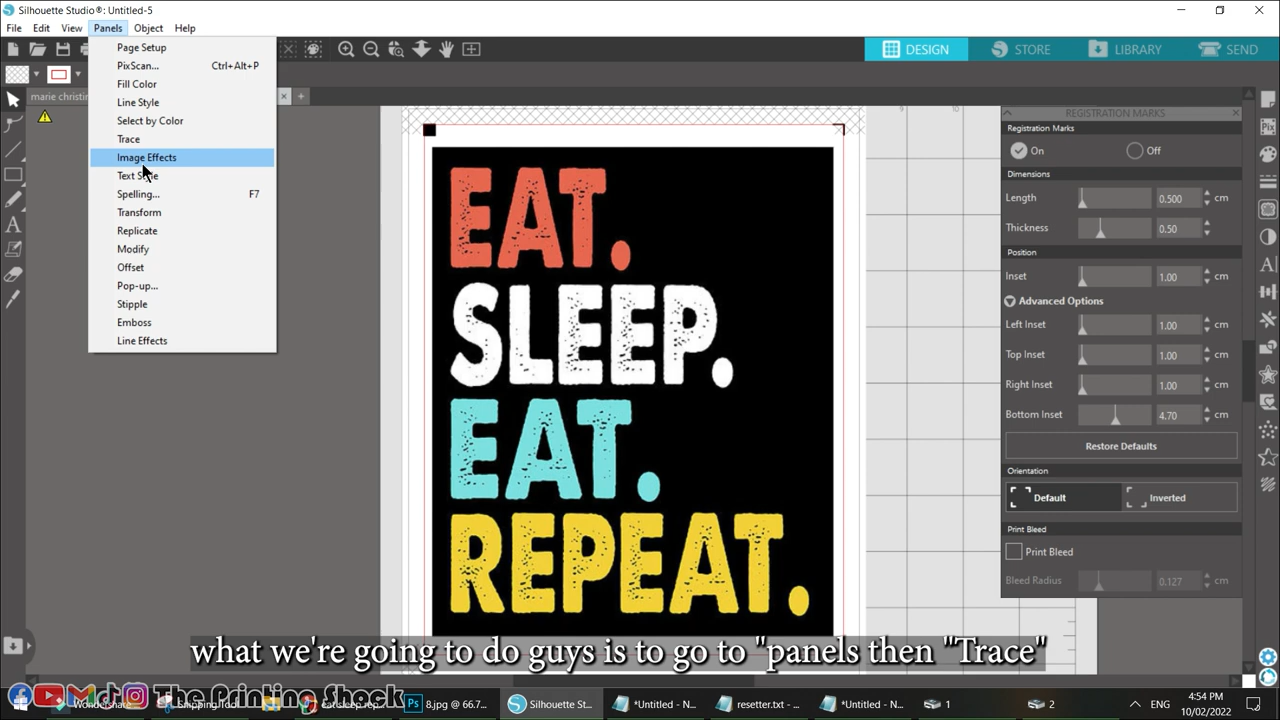 Silhouette Studio®: Untitled-5
File Edit View Panels Object Help
DESIGN STORE LIBRARY SEND
marie christin
Page Setup
PixScan... Ctrl+Alt+P
Fill Color
Line Style
Select by Color
Trace
Image Effects
Text Style
Spelling... F7
Transform
Replicate
Modify
Offset
Pop-up...
Stipple
Emboss
Line Effects
9 10
EAT.
SLEEP.
EAT.
REPEAT.
REGISTRATION MARKS
Registration Marks
On Off
Dimensions
Length 0.500 cm
Thickness 0.50 cm
Position
Inset 1.00 cm
Advanced Options
Left Inset 1.00 cm
Top Inset 1.00 cm
Right Inset 1.00 cm
Bottom Inset 4.70 cm
Restore Defaults
Orientation
Default Inverted
Print Bleed
Print Bleed
Bleed Radius 0.127 cm
what we're going to do guys is to go to "panels then "Trace"
The Printing Shack
8.jpg @ 66.7... Silhouette St... *Untitled - N... resetter.txt - ... *Untitled - N... 1 2
4:54 PM
10/02/2022